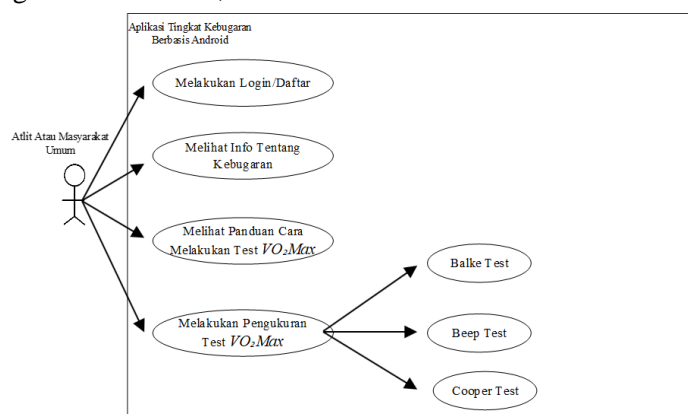 Aplikasi Tingkat Kebugaran
Berbasis Android
Melakukan Login/Daftar
Atlit Atau Masyarakat
Umum
Melihat Info Tentang
Kebugaran
Melihat Panduan Cara
Melakukan Test VO₂Max
Balke Test
Melakukan Pengukuran
Test VO₂Max
Beep Test
Cooper Test